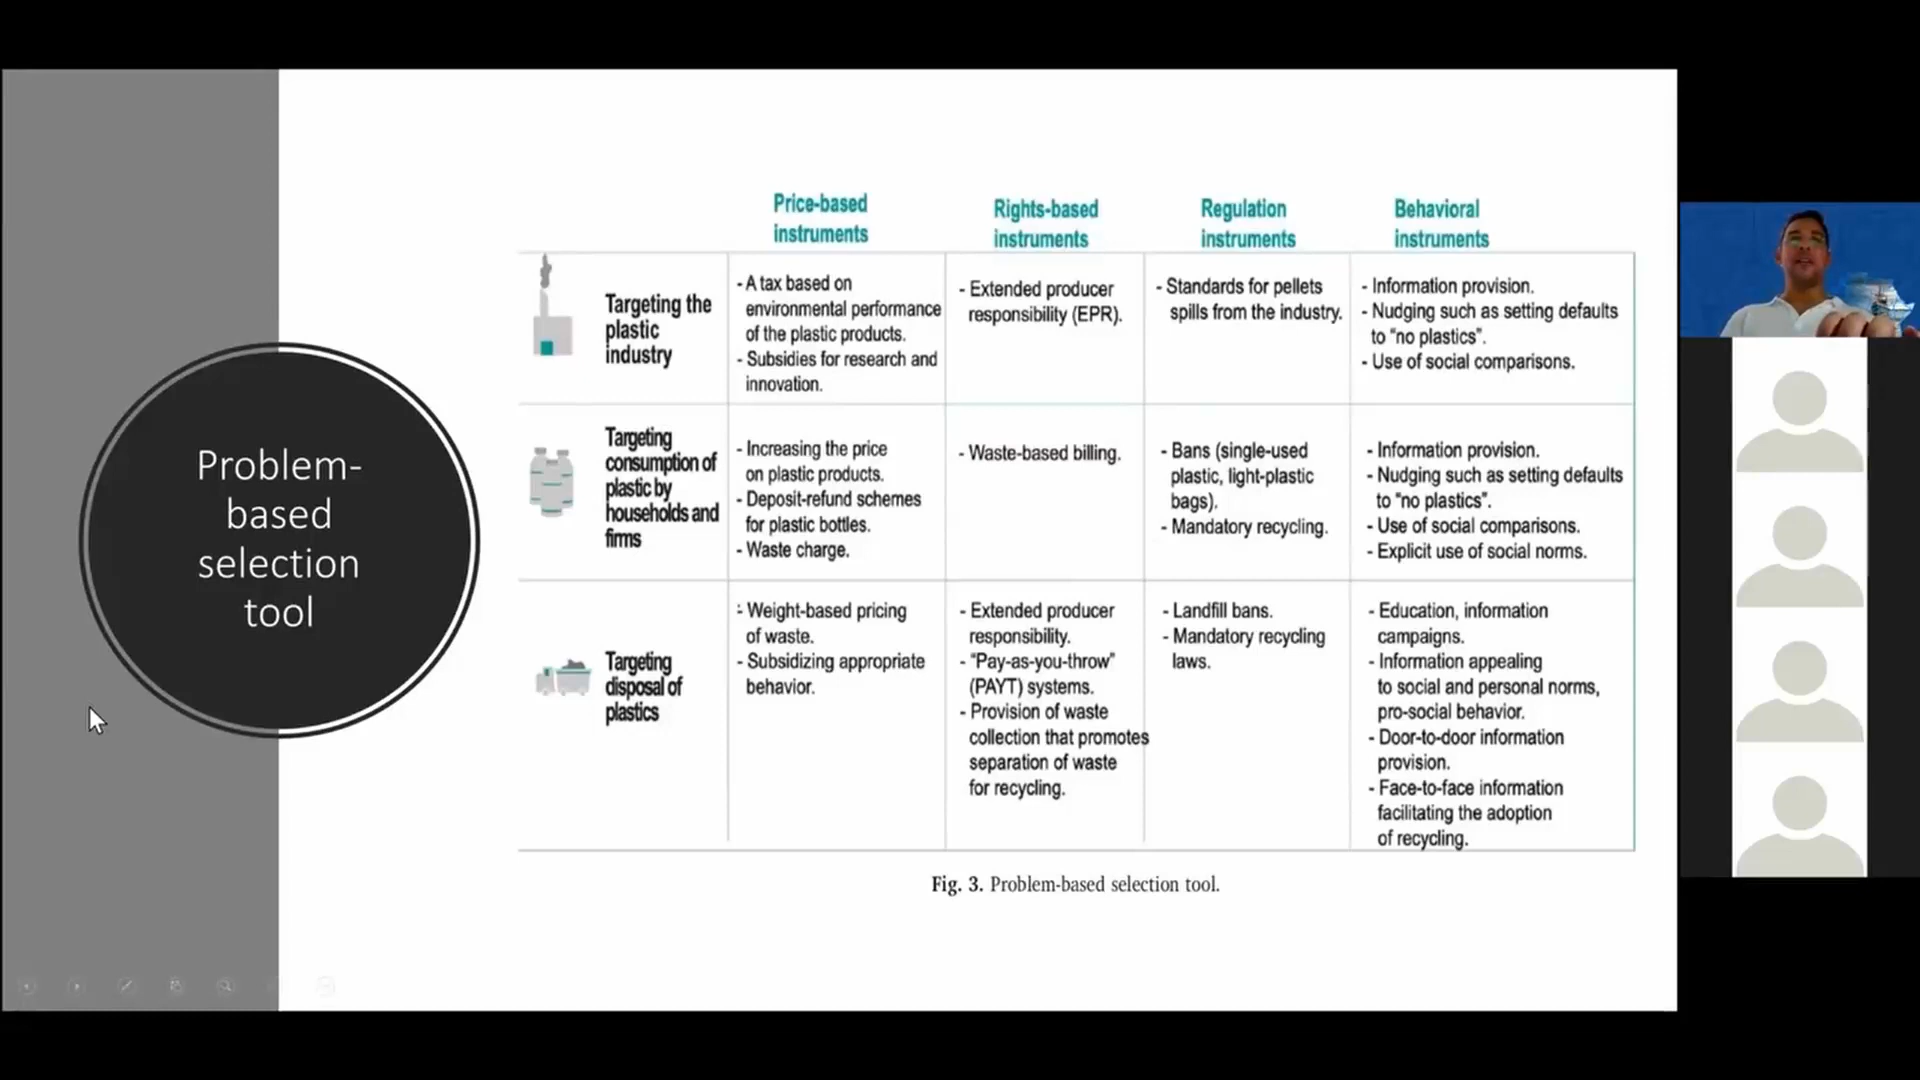 Problem-
based
selection
tool
Price-based
instruments
Rights-based
instruments
Regulation
instruments
Behavioral
instruments
Targeting the
plastic
industry
- A tax based on
environmental performance
of the plastic products.
- Subsidies for research and
innovation.
- Extended producer
responsibility (EPR).
- Standards for pellets
spills from the industry.
- Information provision.
- Nudging such as setting defaults
to “no plastics”.
- Use of social comparisons.
Targeting
consumption of
plastic by
households and
firms
- Increasing the price
on plastic products.
- Deposit-refund schemes
for plastic bottles.
- Waste charge.
- Waste-based billing.
- Bans (single-used
plastic, light-plastic
bags).
- Mandatory recycling.
- Information provision.
- Nudging such as setting defaults
to “no plastics”.
- Use of social comparisons.
- Explicit use of social norms.
Targeting
disposal of
plastics
- Weight-based pricing
of waste.
- Subsidizing appropriate
behavior.
- Extended producer
responsibility.
- “Pay-as-you-throw”
(PAYT) systems.
- Provision of waste
collection that promotes
separation of waste
for recycling.
- Landfill bans.
- Mandatory recycling
laws.
- Education, information
campaigns.
- Information appealing
to social and personal norms,
pro-social behavior.
- Door-to-door information
provision.
- Face-to-face information
facilitating the adoption
of recycling.
Fig. 3. Problem-based selection tool.